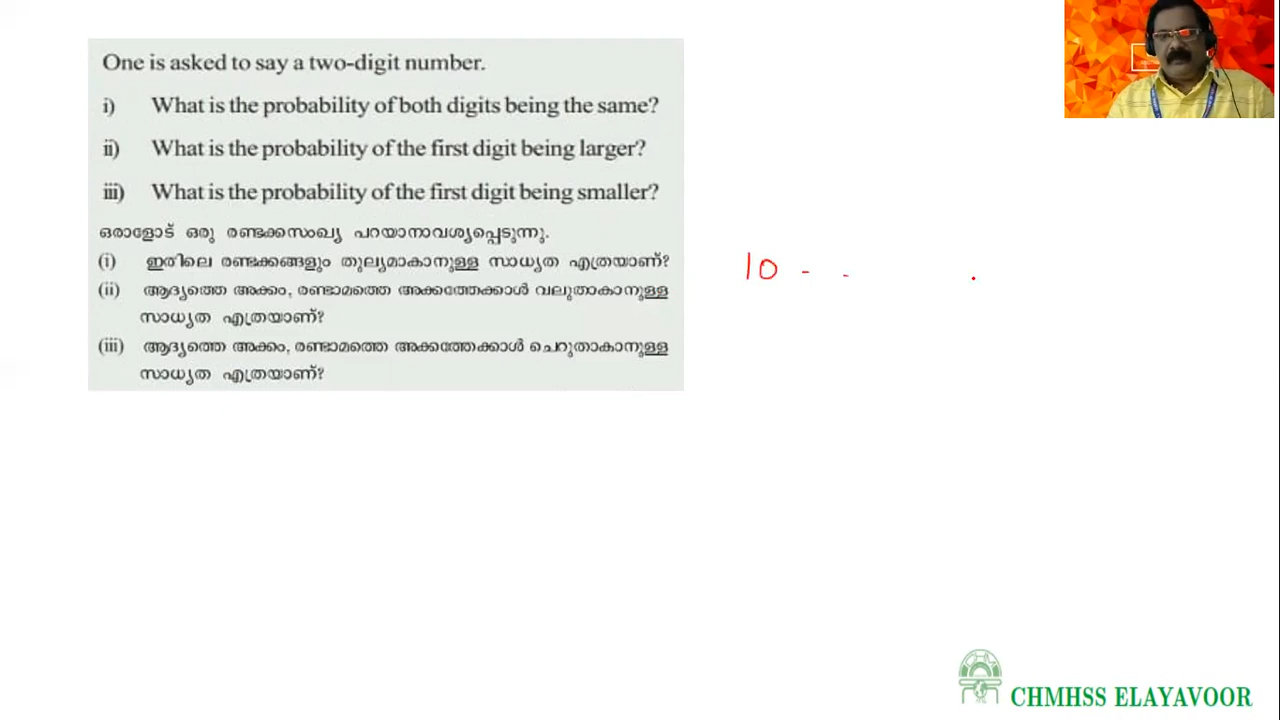 One is asked to say a two-digit number.
i) What is the probability of both digits being the same?
ii) What is the probability of the first digit being larger?
iii) What is the probability of the first digit being smaller?
ഒരാളോട് ഒരു രണ്ടക്കസംഖ്യ പറയാനാവശ്യപ്പെടുന്നു.
(i) ഇതിലെ രണ്ടക്കങ്ങളും തുല്യമാകാനുള്ള സാധ്യത എത്രയാണ്?
(ii) ആദ്യത്തെ അക്കം, രണ്ടാമത്തെ അക്കത്തേക്കാൾ വലുതാകാനുള്ള
സാധ്യത എത്രയാണ്?
(iii) ആദ്യത്തെ അക്കം, രണ്ടാമത്തെ അക്കത്തേക്കാൾ ചെറുതാകാനുള്ള
സാധ്യത എത്രയാണ്?
10 - - .
CHMHSS ELAYAVOOR